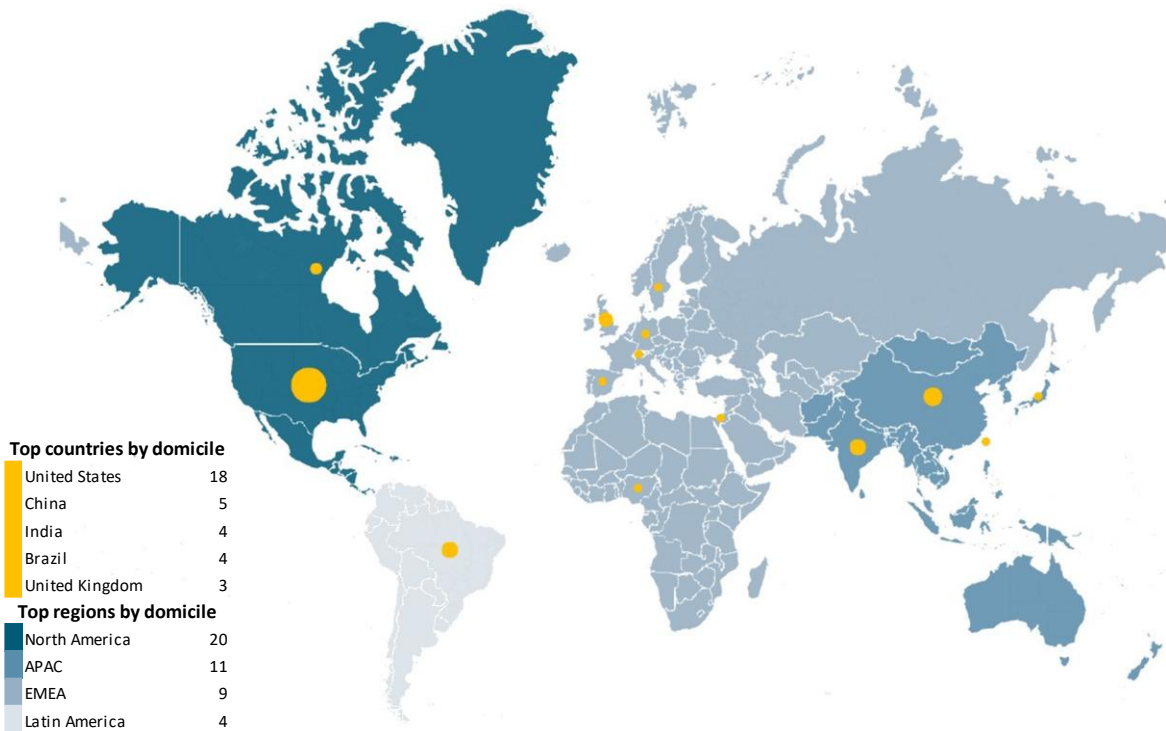 Top countries by domicile
United States 18
China 5
India 4
Brazil 4
United Kingdom 3
Top regions by domicile
North America 20
APAC 11
EMEA 9
Latin America 4